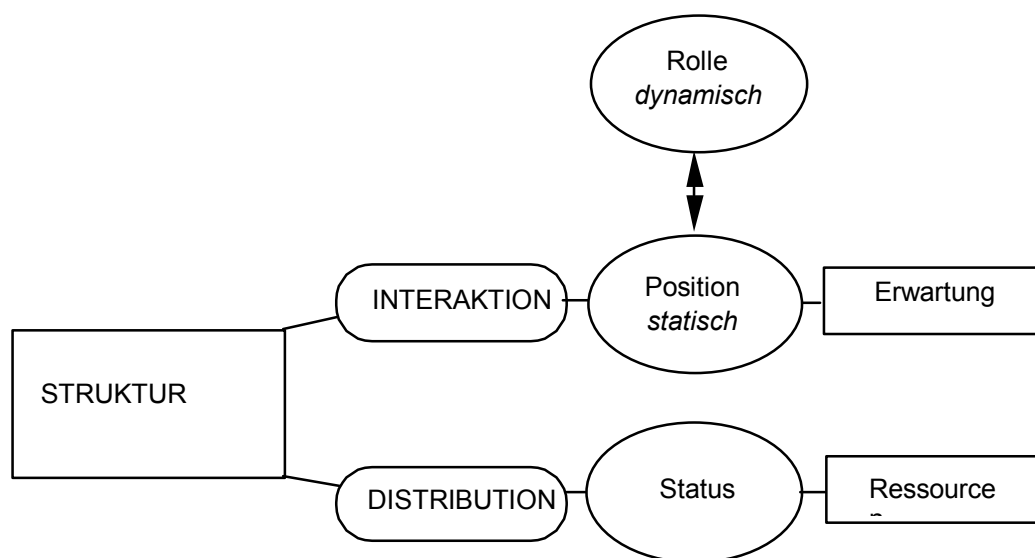 Rolle
dynamisch
INTERAKTION
Position
statisch
Erwartung
STRUKTUR
DISTRIBUTION
Status
Ressource